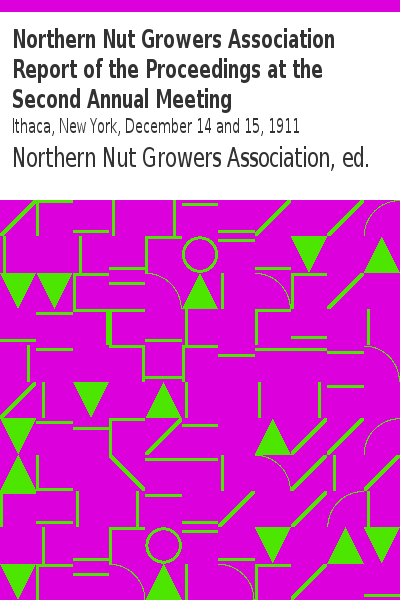 Northern Nut Growers Association
Report of the Proceedings at the
Second Annual Meeting
Ithaca, New York, December 14 and 15, 1911
Northern Nut Growers Association, ed.